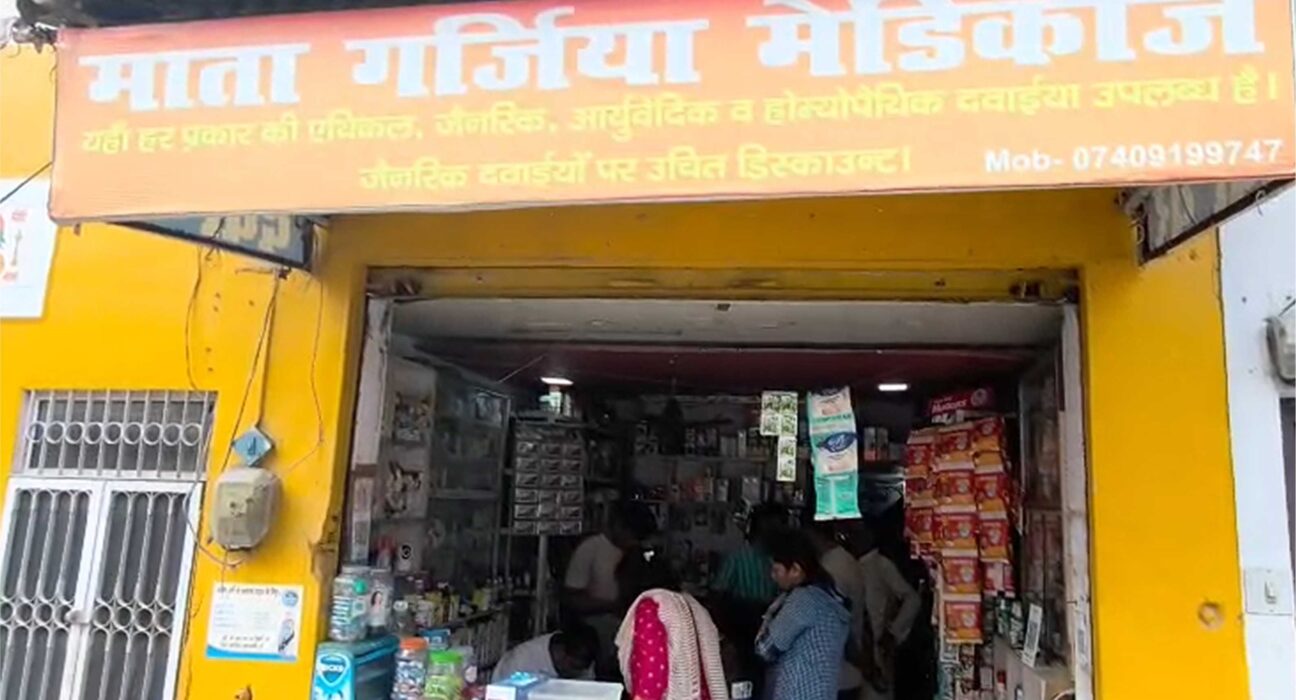 माता गर्जिया मेडिकोज
यहाँ हर प्रकार की एथिकल, जैनरिक, आयुर्वेदिक व होम्योपैथिक दवाईया उपलब्ध है।
जैनरिक दवाईयाँ पर उचित डिस्काउन्ट।
Mob- 07409199747